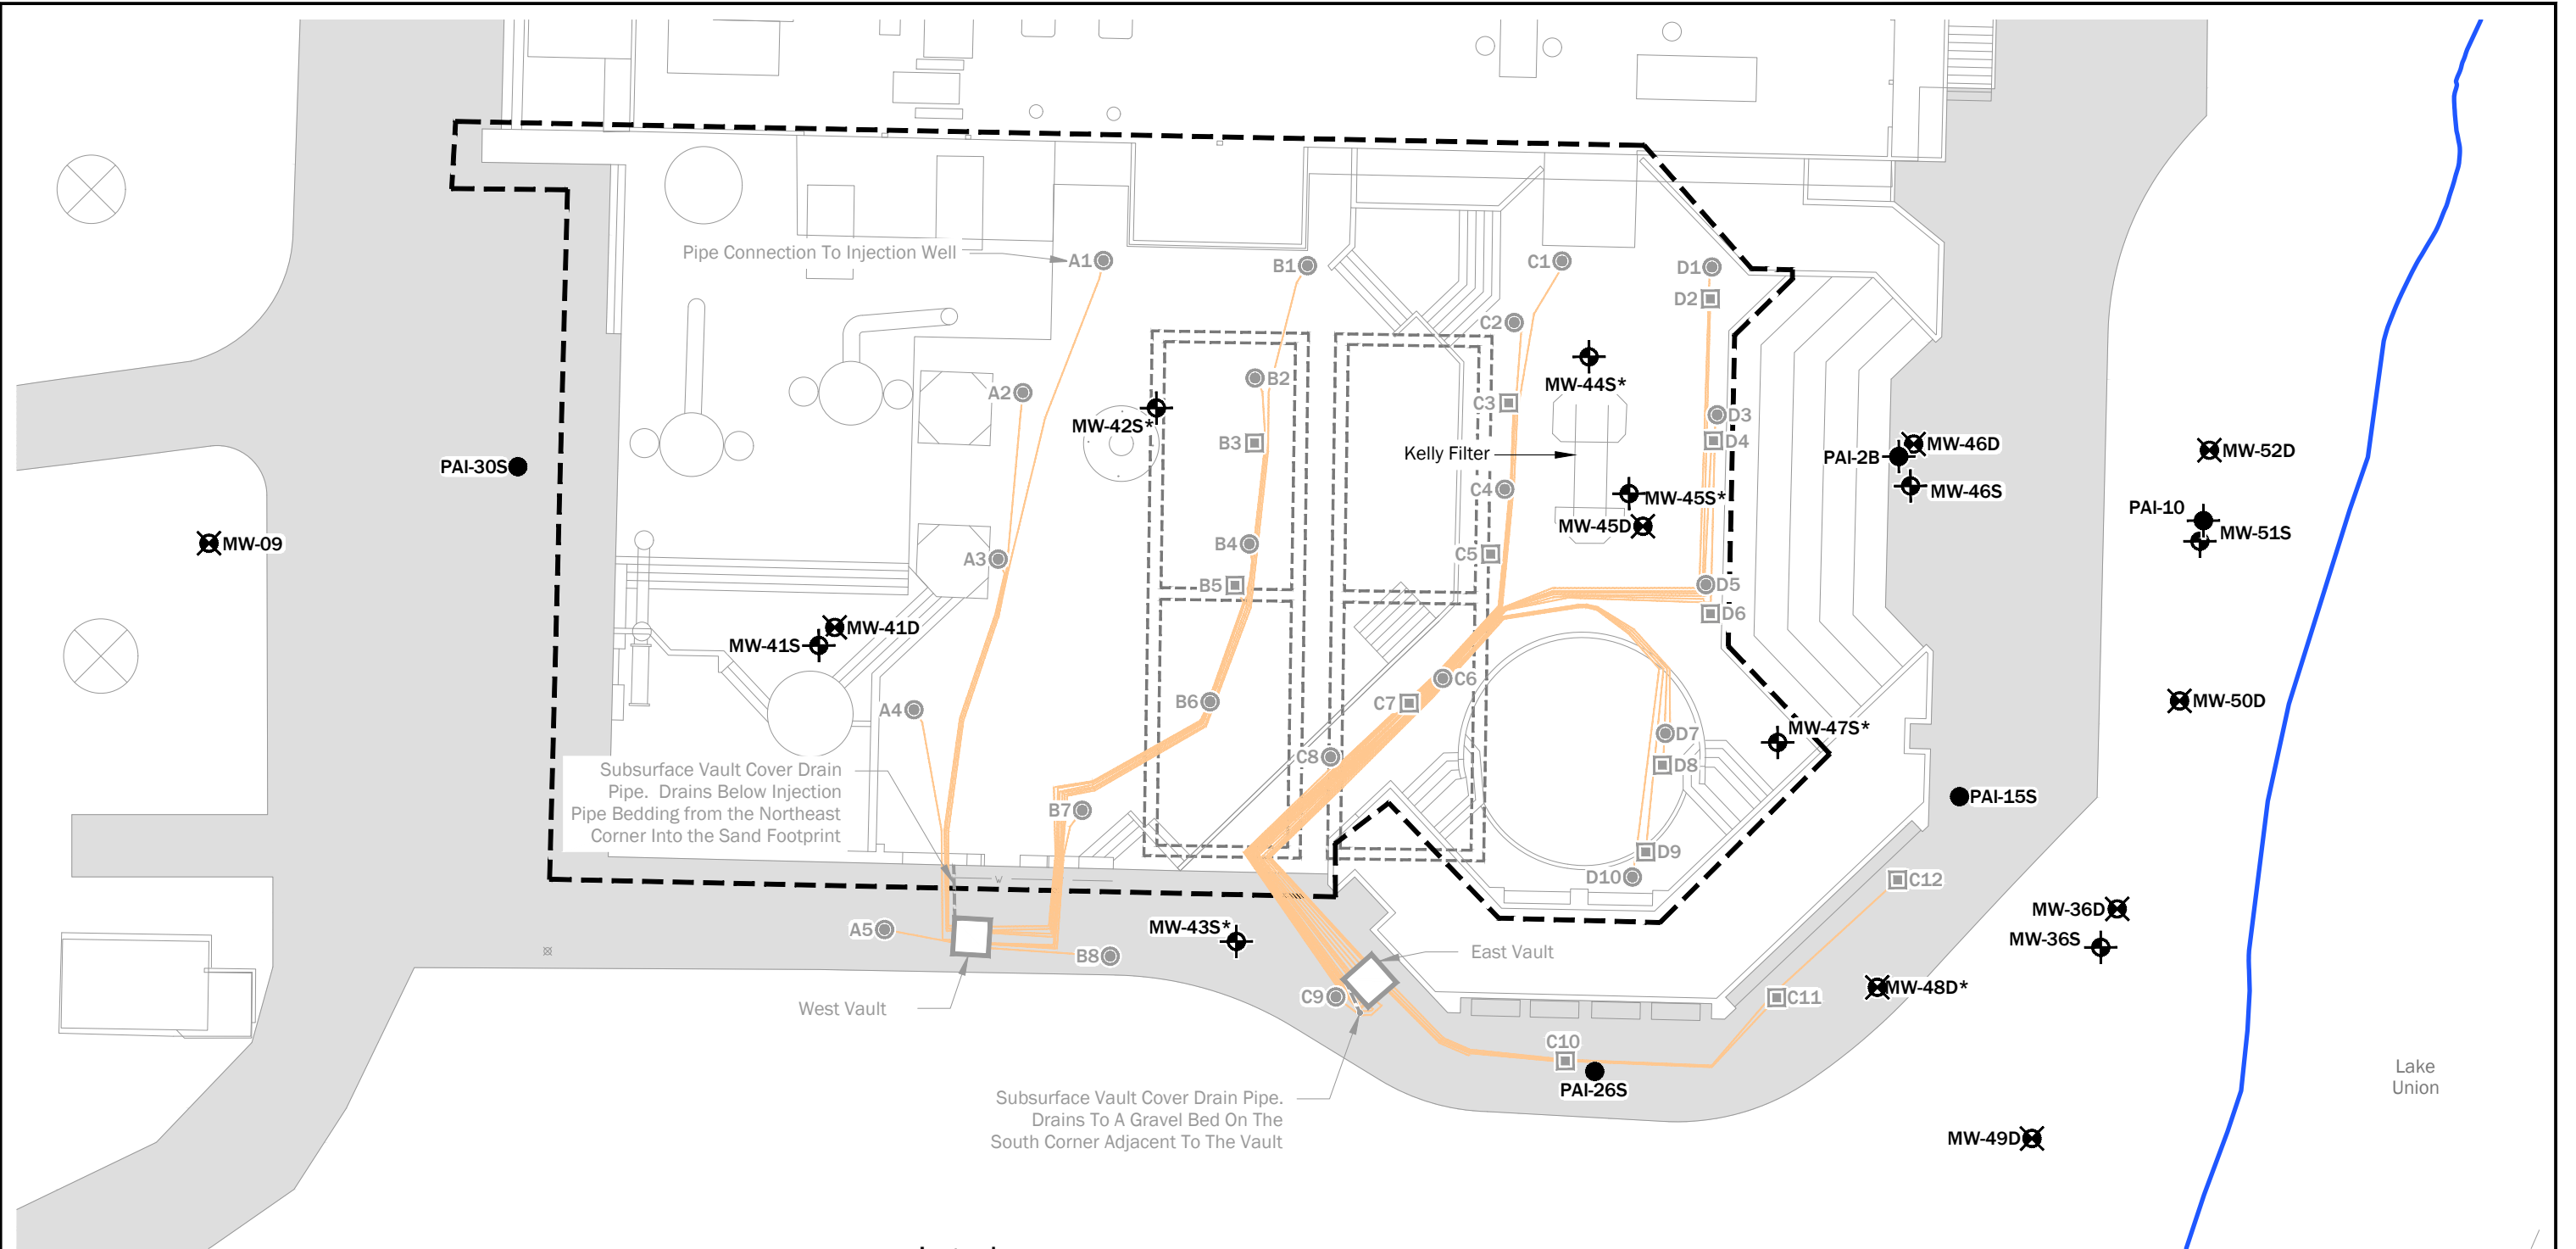 Pipe Connection To Injection Well
A1
B1
C1
D1
D2
C2
MW-44S*
B2
A2
C3
D3
MW-42S*
B3
D4
Kelly Filter
PAI-2B
MW-46D
MW-52D
PAI-30S
C4
MW-45S*
MW-46S
PAI-10
MW-45D
MW-51S
MW-09
B4
C5
A3
B5
D5
D6
MW-41D
MW-41S
C6
B6
C7
MW-50D
A4
MW-47S*
D7
C8
D8
Subsurface Vault Cover Drain
Pipe. Drains Below Injection
Pipe Bedding from the Northeast
Corner Into the Sand Footprint
B7
PAI-15S
D9
D10
C12
A5
MW-43S*
MW-36D
MW-36S
B8
East Vault
C9
C11
MW-48D*
West Vault
C10
PAI-26S
Lake
Union
Subsurface Vault Cover Drain Pipe.
Drains To A Gravel Bed On The
South Corner Adjacent To The Vault
MW-49D